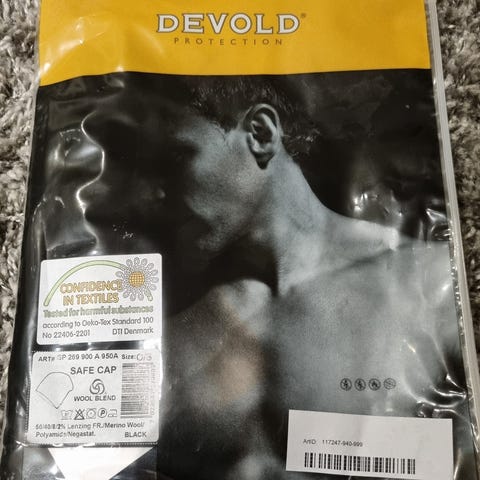 DEVOLD®
PROTECTION
CONFIDENCE
IN TEXTILES
Tested for harmful substances
according to Oeko-Tex Standard 100
No 22406-2201 DTI Denmark
ART# GP 269 900 A 950A Size: O/S
SAFE CAP
WOOL BLEND
50/40/8/2% Lenzing FR./Merino Wool/
Polyamide/Negastat.
BLACK
ArtID: 117247-940-999